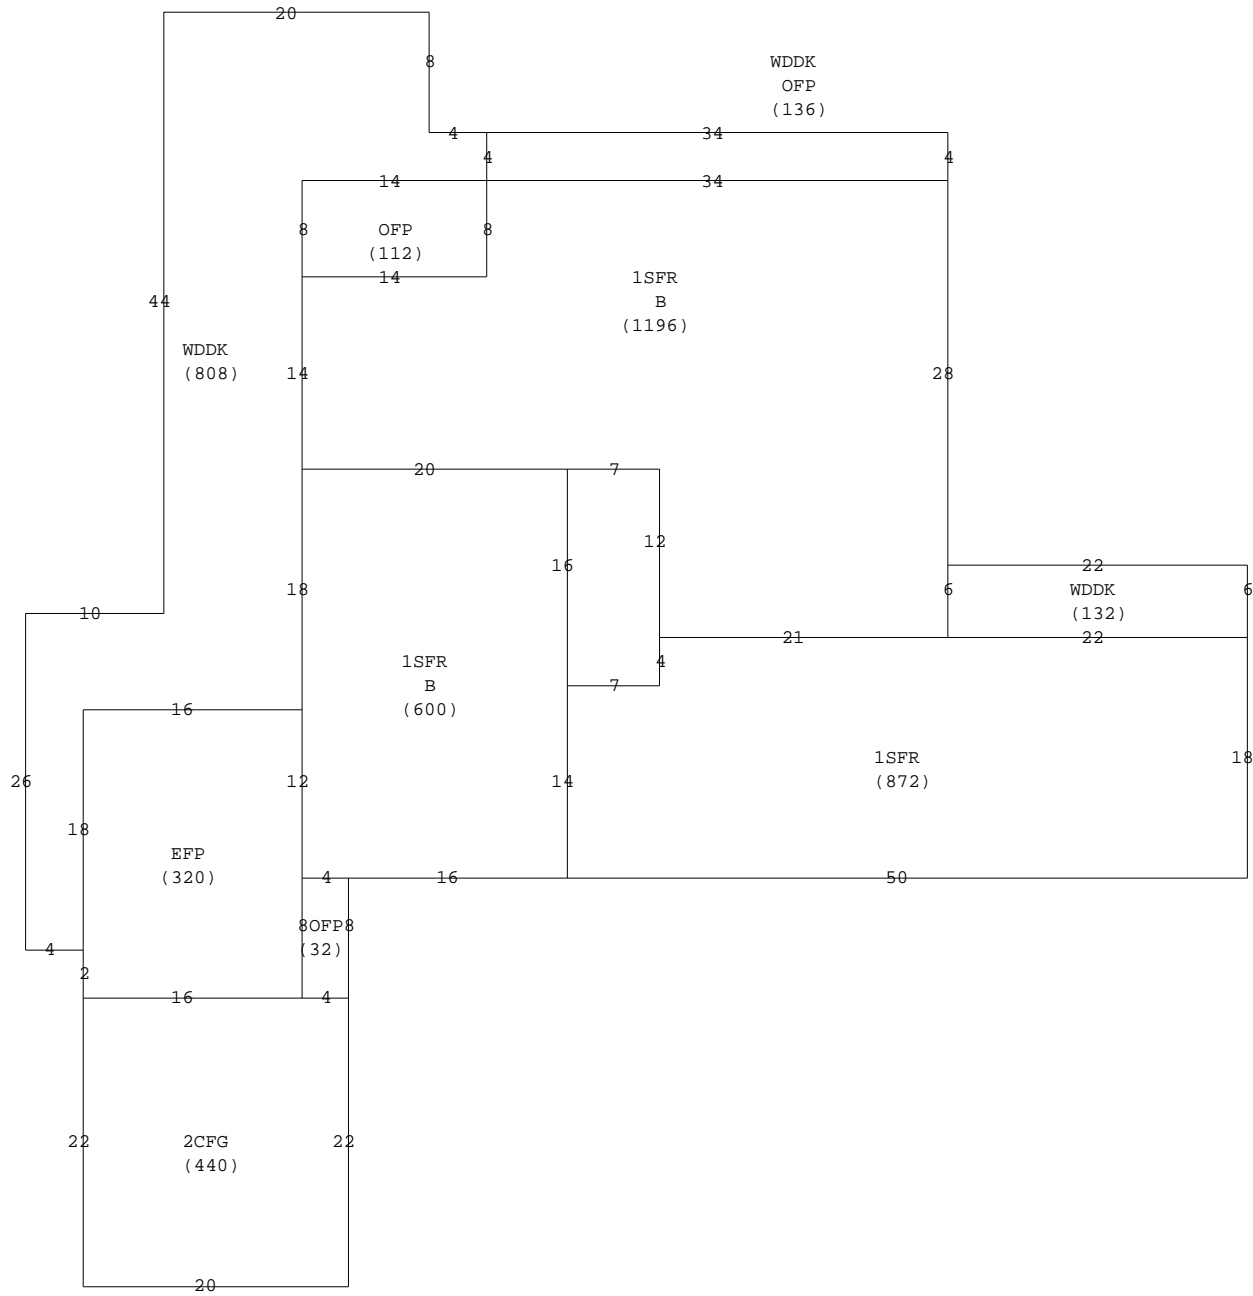 20
8
WDDK
OFP
(136)
4 34
4 4
14 34
8 OFP 8
(112)
14
1SFR
B
(1196)
44
WDDK
(808) 14 28
20 7
12
16 22
18 6 WDDK 6
10 (132)
21 22
1SFR 4
B 7
(600)
16
1SFR 18
26 12 14 (872)
18
EFP
(320) 4 16 50
8OFP8
4 (32)
2
16 4
22 2CFG 22
(440)
20